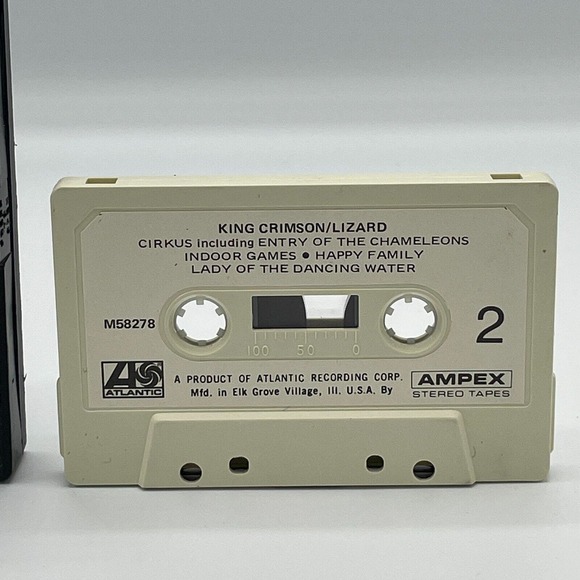 KING CRIMSON/LIZARD
CIRKUS including ENTRY OF THE CHAMELEONS
INDOOR GAMES • HAPPY FAMILY
LADY OF THE DANCING WATER
M58278
2
100 50 0
ATLANTIC
A PRODUCT OF ATLANTIC RECORDING CORP.
Mfd. in Elk Grove Village, Ill. U.S.A. By
AMPEX
STEREO TAPES